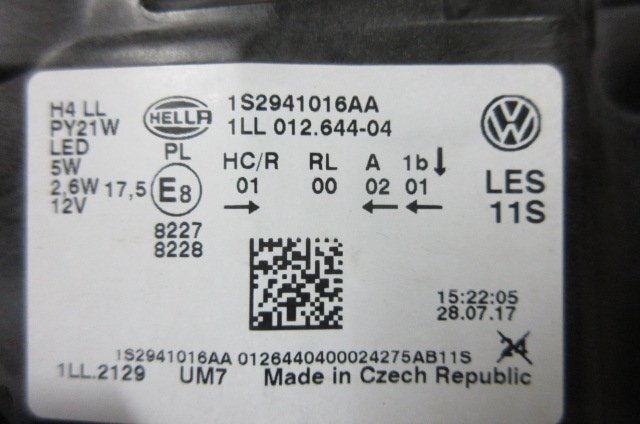 H4 LL
PY21W
LED
5W
2,6W 17,5
12V
HELLA
PL
E8
8227
8228
1S2941016AA
1LL 012.644-04
HC/R RL A 1b ↓
01 00 02 01
→ ← ←
LES
11S
15:22:05
28.07.17
24
1S2941016AA 0126440400024275AB11S
1LL.2129 UM7 Made in Czech Republic